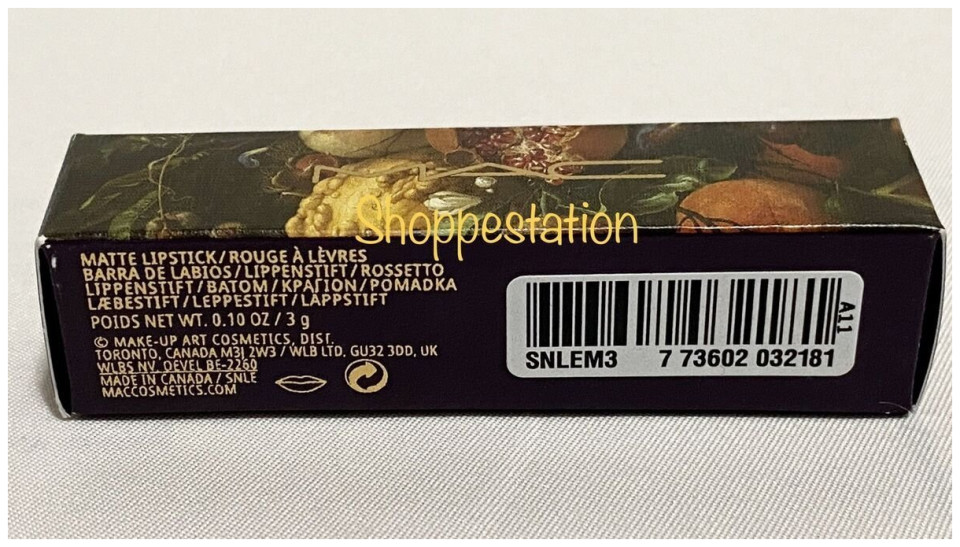 MAC
Shoppestation
MATTE LIPSTICK/ROUGE À LÈVRES
BARRA DE LABIOS/LIPPENSTIFT/ROSSETTO
LIPPENSTIFT/BATOM/ΚΡΑΓΙΟΝ/POMADKA
LÆBESTIFT/LEPPESTIFT/LÄPPSTIFT
POIDS NET WT. 0.10 OZ / 3 g
© MAKE-UP ART COSMETICS, DIST.
TORONTO, CANADA M3J 2W3 / WLB LTD, GU32 3DD, UK
WLBS NV, OEVEL BE-2260
MADE IN CANADA / SNLE
MACCOSMETICS.COM
A11
SNLEM3 7 73602 032181